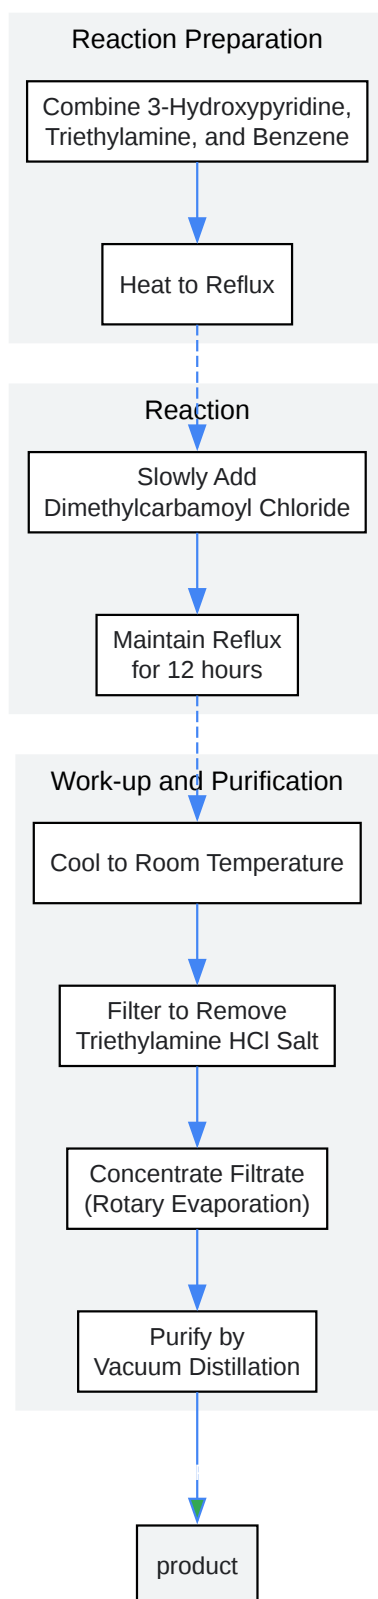 Reaction Preparation
Combine 3-Hydroxypyridine,
Triethylamine, and Benzene
Heat to Reflux
Reaction
Slowly Add
Dimethylcarbamoyl Chloride
Maintain Reflux
for 12 hours
Work-up and Purification
Cool to Room Temperature
Filter to Remove
Triethylamine HCl Salt
Concentrate Filtrate
(Rotary Evaporation)
Purify by
Vacuum Distillation
product